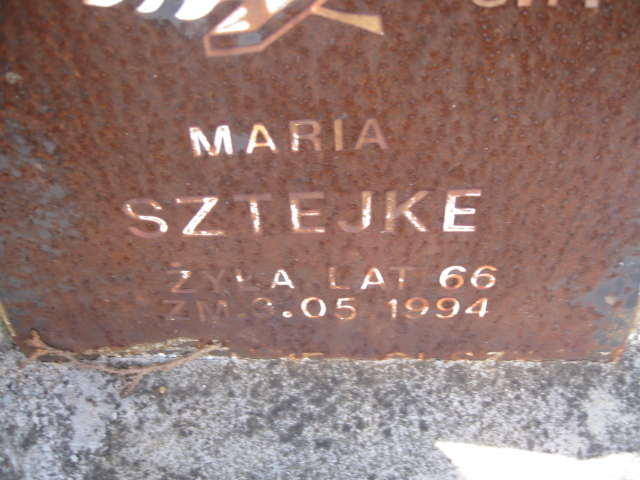 MARIA
SZTEJKE
ŻYŁA LAT 66
ZM. 3.05 1994